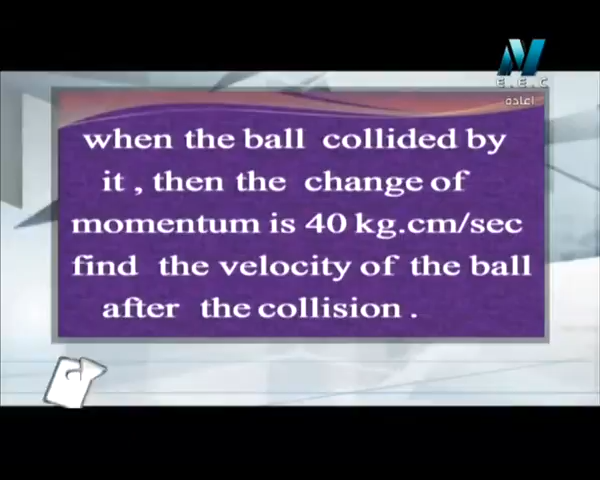 E.E.C
اعادة
when the ball collided by
it , then the change of
momentum is 40 kg.cm/sec
find the velocity of the ball
after the collision .